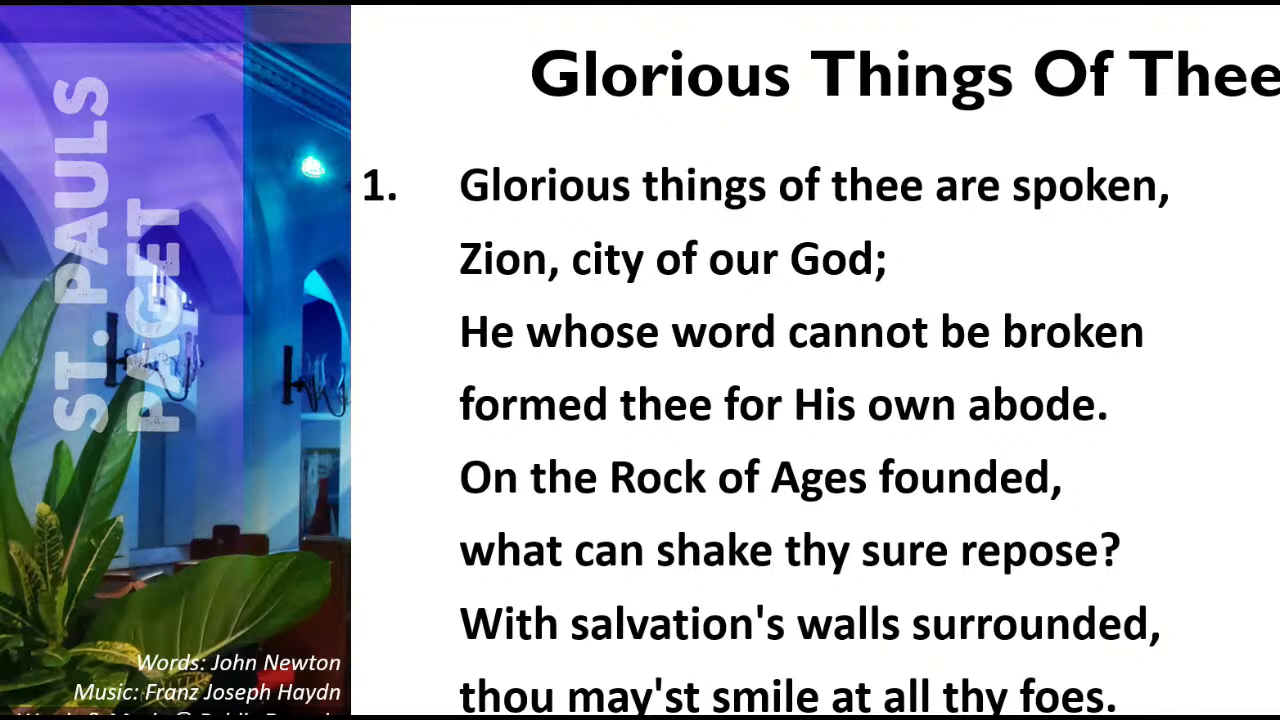 ST. PAULS
PAGET
Glorious Things Of Thee
1. Glorious things of thee are spoken,
Zion, city of our God;
He whose word cannot be broken
formed thee for His own abode.
On the Rock of Ages founded,
what can shake thy sure repose?
With salvation's walls surrounded,
thou may'st smile at all thy foes.
Words: John Newton
Music: Franz Joseph Haydn